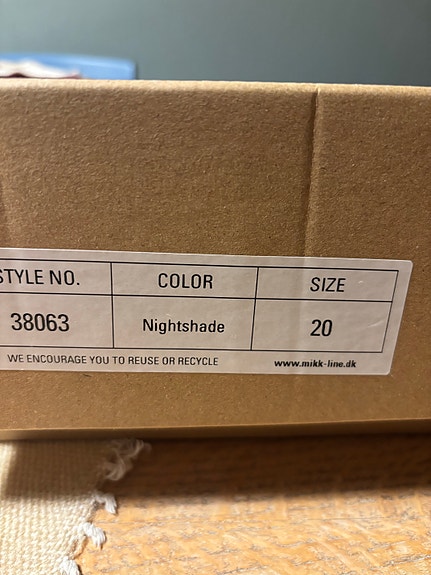 STYLE NO. COLOR SIZE
38063 Nightshade 20
WE ENCOURAGE YOU TO REUSE OR RECYCLE www.mikk-line.dk